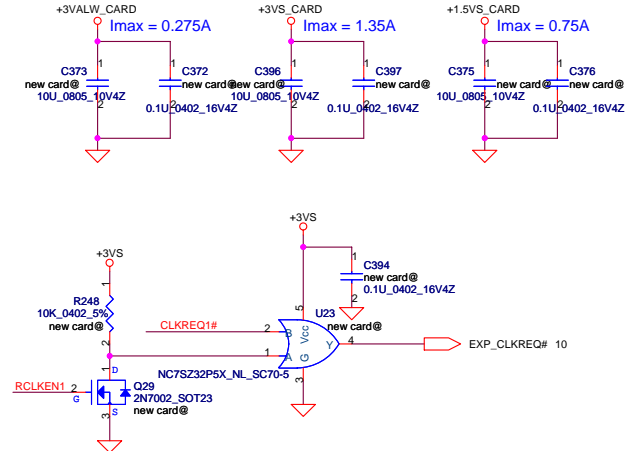 +3VALW_CARD
Imax = 0.275A
+3VS_CARD
Imax = 1.35A
+1.5VS_CARD
Imax = 0.75A
1
C373
new card@
10U_0805_10V4Z
2
1
C372
new card@
0.1U_0402_16V4Z
2
1
C396
new card@
10U_0805_10V4Z
2
1
C397
new card@
0.1U_0402_16V4Z
2
1
C375
new card@
10U_0805_10V4Z
2
1
C376
new card@
0.1U_0402_16V4Z
2
+3VS
+3VS
1
C394
new card@
0.1U_0402_16V4Z
2
1
R248
10K_0402_5%
new card@
2
5
U23
new card@
CLKREQ1#
2
B
Vcc
Y
4
EXP_CLKREQ# 10
1
A
G
3
NC7SZ32P5X_NL_SC70-5
1
D
RCLKEN1
2
G
Q29
2N7002_SOT23
new card@
S
3